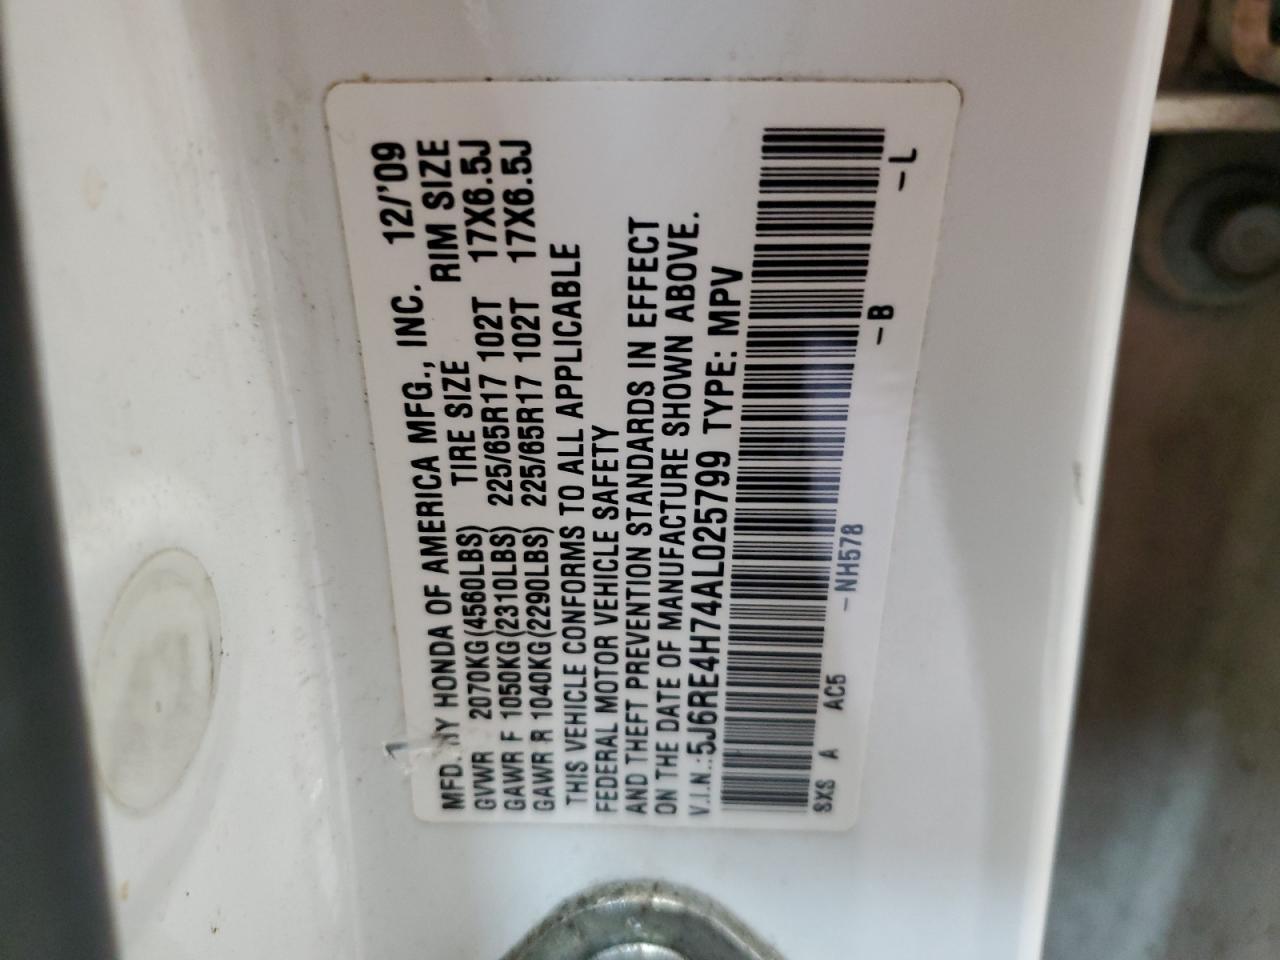 MFD. BY HONDA OF AMERICA MFG., INC. 12/'09
TIRE SIZE RIM SIZE
GVWR 2070KG(4560LBS)
GAWR F 1050KG(2310LBS) 225/65R17 102T 17X6.5J
GAWR R 1040KG(2290LBS) 225/65R17 102T 17X6.5J
THIS VEHICLE CONFORMS TO ALL APPLICABLE
FEDERAL MOTOR VEHICLE SAFETY
AND THEFT PREVENTION STANDARDS IN EFFECT
ON THE DATE OF MANUFACTURE SHOWN ABOVE.
V.I.N.:5J6RE4H74AL025799 TYPE: MPV
SXS A AC5 -NH578 -B -L